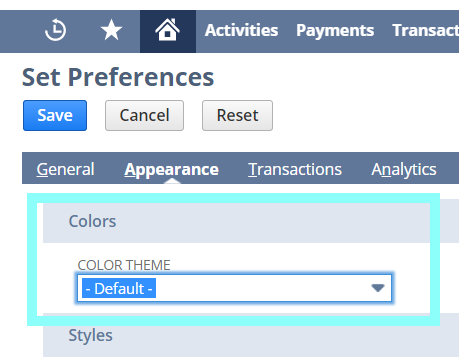 Activities Payments Transact
Set Preferences
Save Cancel Reset
General Appearance Transactions Analytics
Colors
COLOR THEME
- Default -
Styles